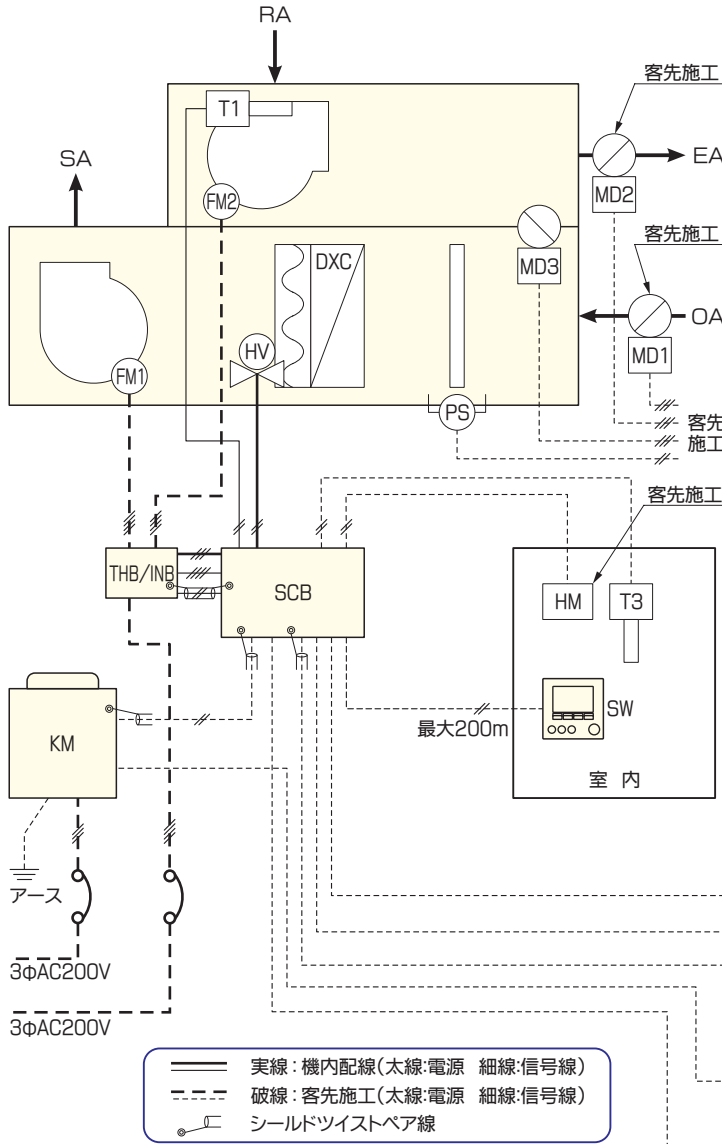 RA
客先施工
T1
SA
EA
FM2
MD2
客先施工
DXC
MD3
OA
HV
FM1
MD1
PS
客先
施工
客先施工
THB/INB
SCB
HM
T3
SW
最大200m
KM
室 内
アース
3φAC200V
3φAC200V
実線:機内配線(太線:電源 細線:信号線)
破線:客先施工(太線:電源 細線:信号線)
シールドツイストペア線